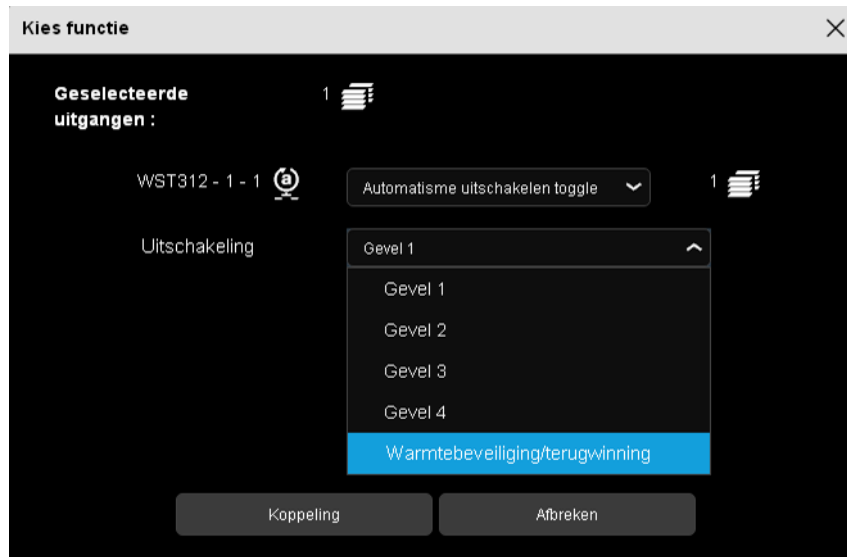 Kies functie
Geselecteerde
uitgangen :
1
WST312 - 1 - 1
a
Automatisme uitschakelen toggle
1
Uitschakeling
Gevel 1
Gevel 1
Gevel 2
Gevel 3
Gevel 4
Warmtebeveiliging/terugwinning
Koppeling
Afbreken